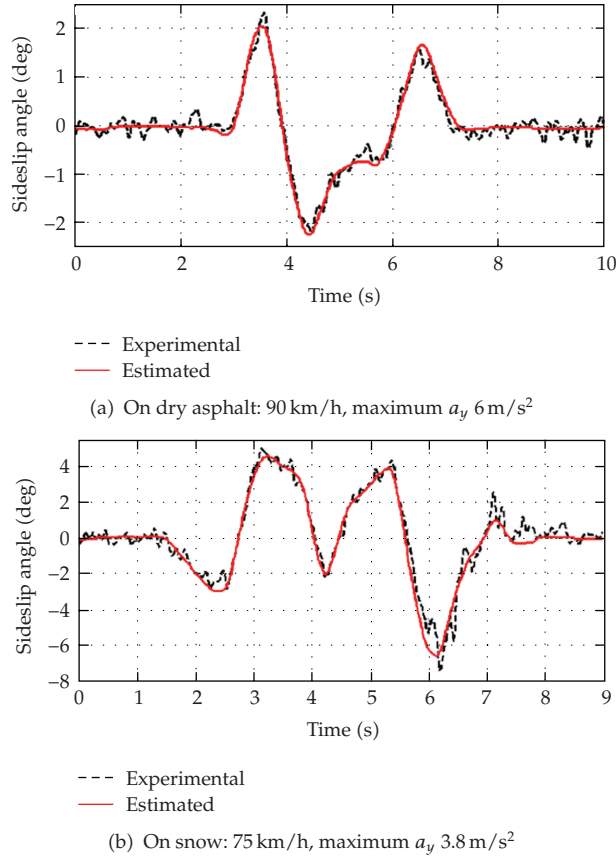 2
1
0
−1
−2
Sideslip angle (deg)
0 2 4 6 8 10
Time (s)
Experimental
Estimated
(a) On dry asphalt: 90 km/h, maximum a_y 6 m/s²
4
2
0
−2
−4
−6
−8
Sideslip angle (deg)
0 1 2 3 4 5 6 7 8 9
Time (s)
Experimental
Estimated
(b) On snow: 75 km/h, maximum a_y 3.8 m/s²